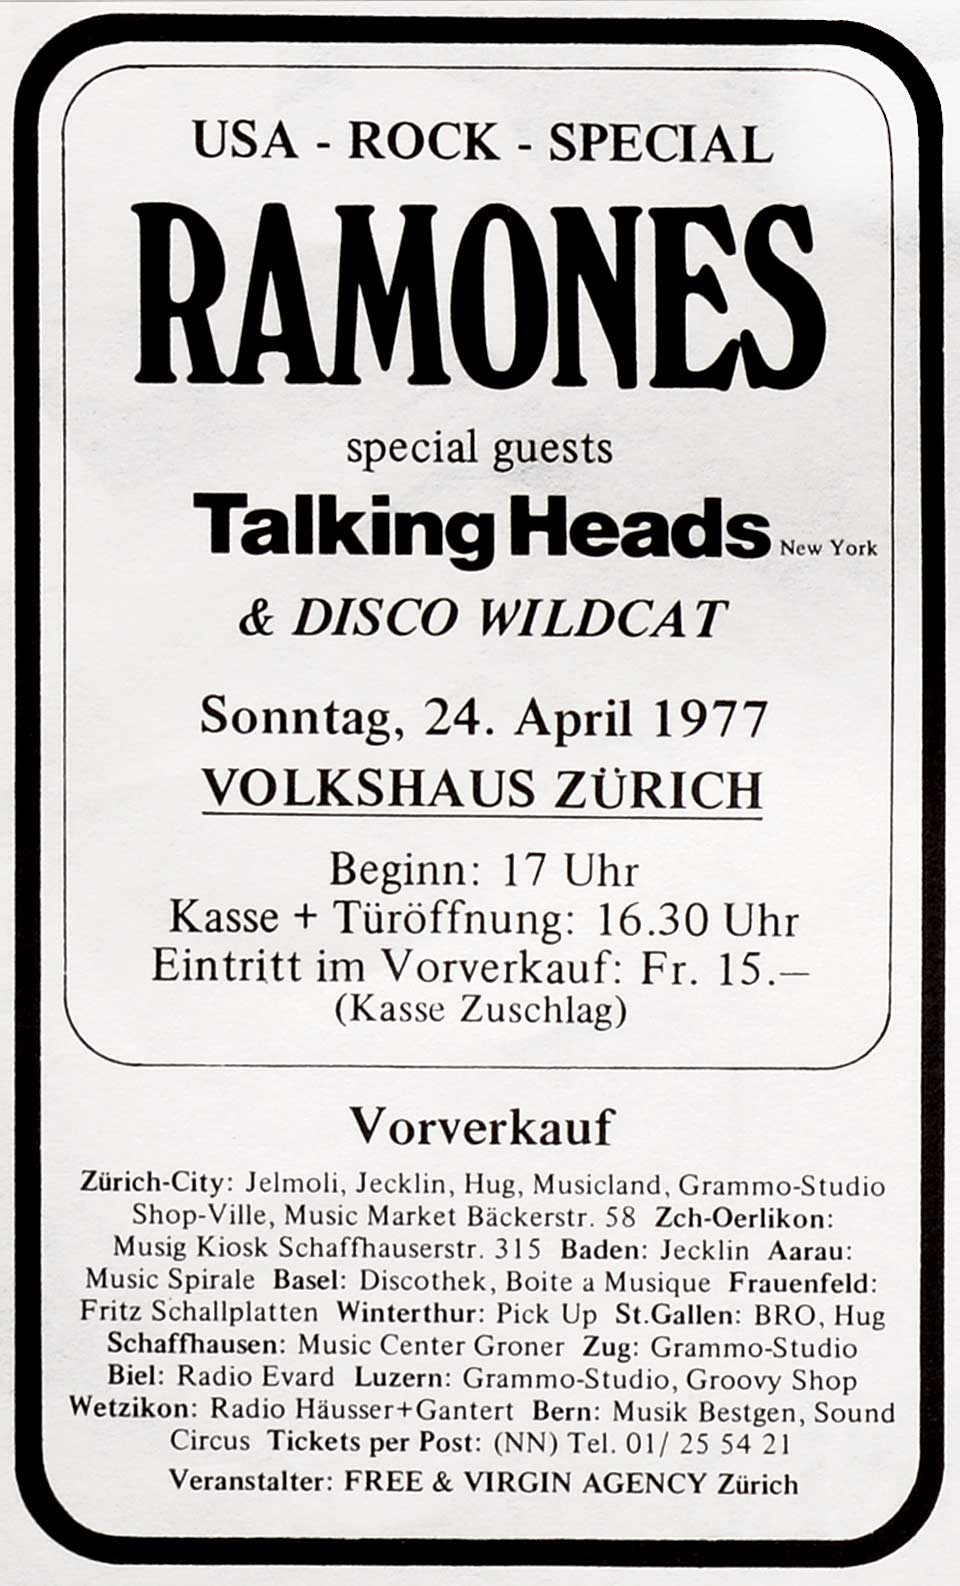 USA - ROCK - SPECIAL
RAMONES
special guests
Talking Heads New York
& DISCO WILDCAT
Sonntag, 24. April 1977
VOLKSHAUS ZÜRICH
Beginn: 17 Uhr
Kasse + Türöffnung: 16.30 Uhr
Eintritt im Vorverkauf: Fr. 15.—
(Kasse Zuschlag)
Vorverkauf
Zürich-City: Jelmoli, Jecklin, Hug, Musicland, Grammo-Studio
Shop-Ville, Music Market Bäckerstr. 58 Zch-Oerlikon:
Musig Kiosk Schaffhauserstr. 315 Baden: Jecklin Aarau:
Music Spirale Basel: Discothek, Boite a Musique Frauenfeld:
Fritz Schallplatten Winterthur: Pick Up St.Gallen: BRO, Hug
Schaffhausen: Music Center Groner Zug: Grammo-Studio
Biel: Radio Evard Luzern: Grammo-Studio, Groovy Shop
Wetzikon: Radio Häusser+Gantert Bern: Musik Bestgen, Sound
Circus Tickets per Post: (NN) Tel. 01/ 25 54 21
Veranstalter: FREE & VIRGIN AGENCY Zürich